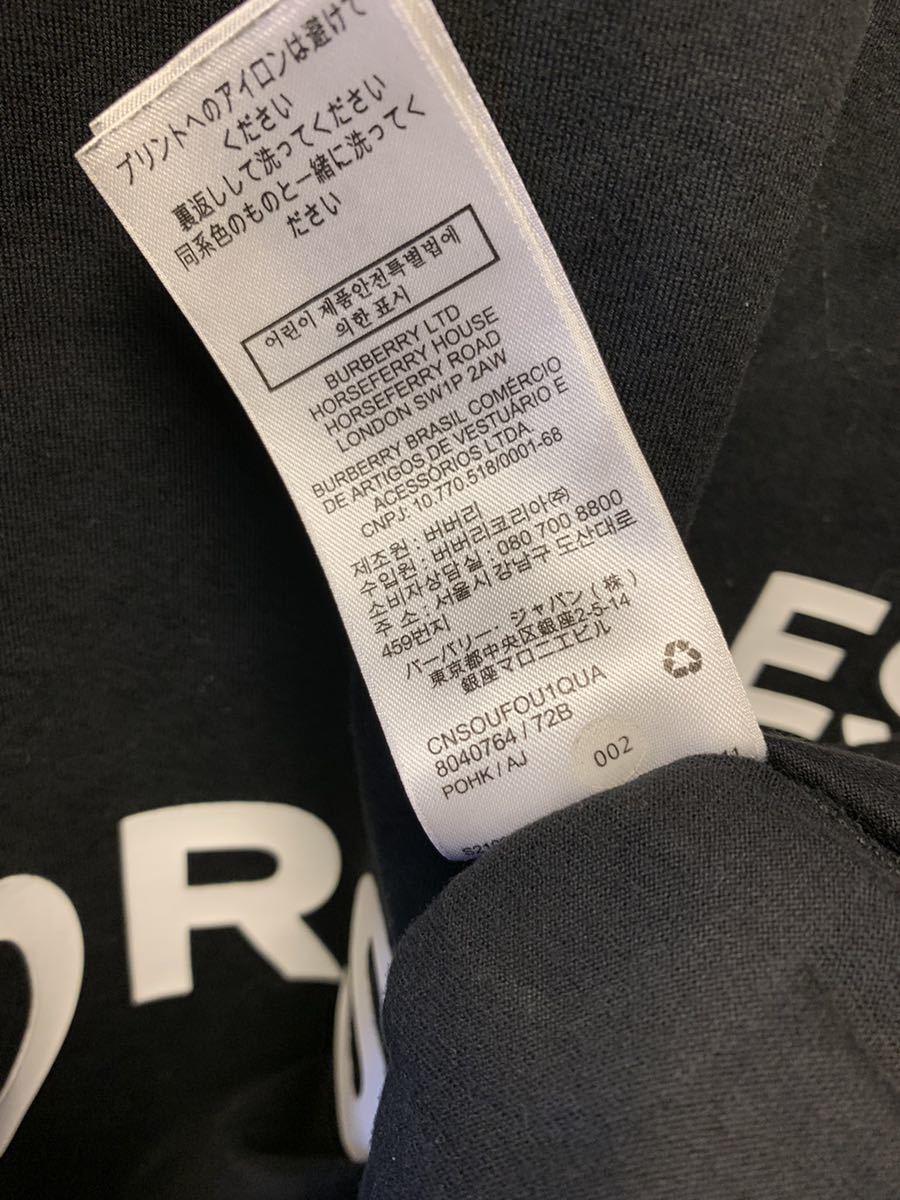 プリントへのアイロンは避けて
ください
裏返しして洗ってください
同系色のものと一緒に洗ってく
ださい
어린이 제품안전특별법에
의한 표시
BURBERRY LTD
HORSEFERRY HOUSE
HORSEFERRY ROAD
LONDON SW1P 2AW
BURBERRY BRASIL COMÉRCIO
DE ARTIGOS DE VESTUÁRIO E
ACESSÓRIOS LTDA
CNPJ: 10.770.518/0001-68
제조원 : 버버리
수입원 : 버버리코리아(주)
소비자상담실 : 080 700 8800
주 소 : 서울시 강남구 도산대로
459번지
バーバリー・ジャパン(株)
東京都中央区銀座2-5-14
銀座マロニエビル
CNSOUFOU1QUA
8040764 / 72B
POHK / AJ
002
R
E